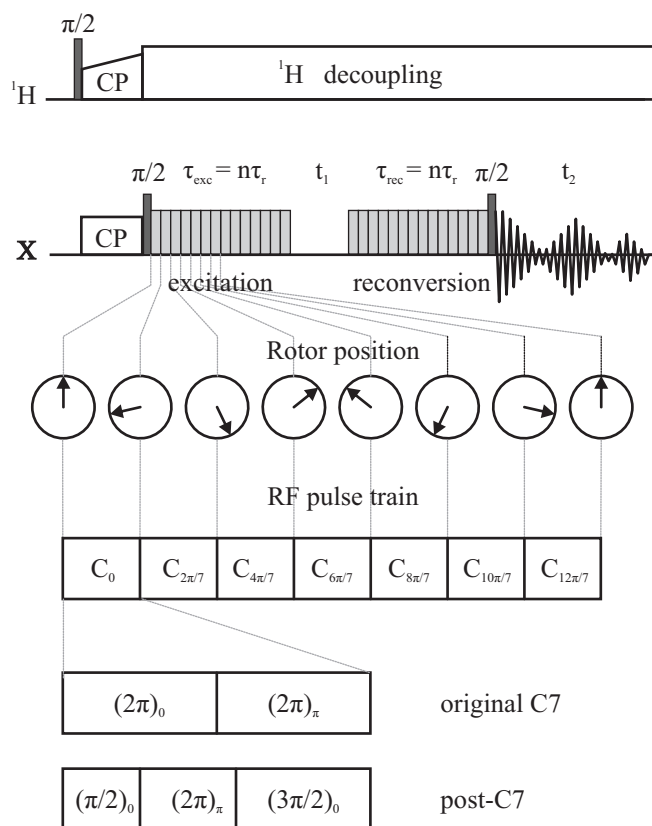 π/2
¹H
CP
¹H decoupling
π/2 τexc = nτr t₁ τrec = nτr π/2 t₂
X
CP
excitation reconversion
Rotor position
RF pulse train
C₀ C2π/7 C4π/7 C6π/7 C8π/7 C10π/7 C12π/7
(2π)₀ (2π)π original C7
(π/2)₀ (2π)π (3π/2)₀ post-C7